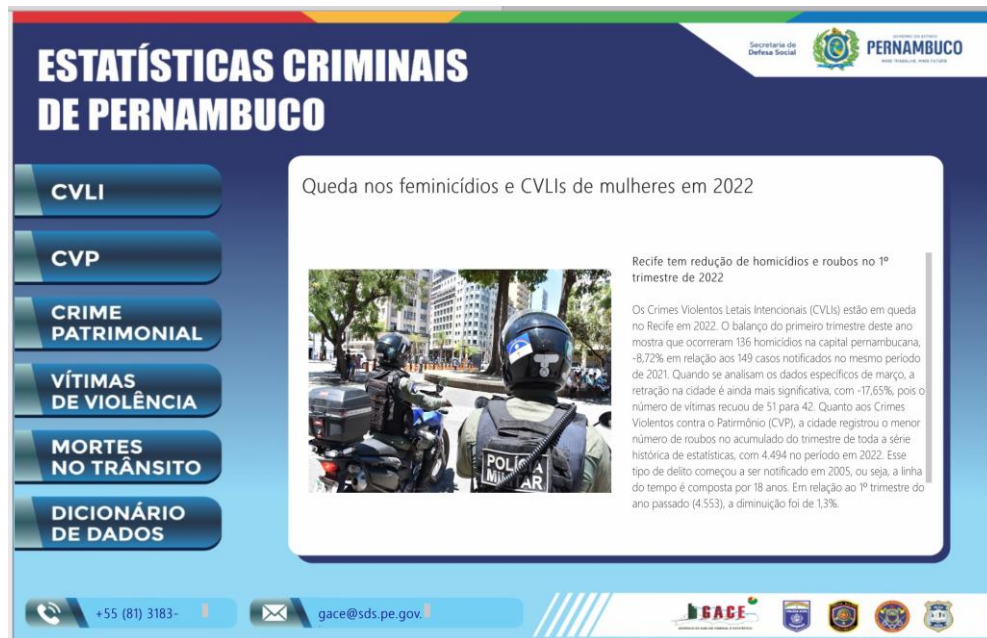 ESTATÍSTICAS CRIMINAIS
DE PERNAMBUCO
Secretaria de
Defesa Social
GOVERNO DO ESTADO
PERNAMBUCO
MAIS TRABALHO, MAIS FUTURO
CVLI
CVP
CRIME
PATRIMONIAL
VÍTIMAS
DE VIOLÊNCIA
MORTES
NO TRÂNSITO
DICIONÁRIO
DE DADOS
Queda nos feminicídios e CVLIs de mulheres em 2022
POLÍCIA
MILITAR
Recife tem redução de homicídios e roubos no 1º
trimestre de 2022
Os Crimes Violentos Letais Intencionais (CVLIs) estão em queda
no Recife em 2022. O balanço do primeiro trimestre deste ano
mostra que ocorreram 136 homicídios na capital pernambucana,
-8,72% em relação aos 149 casos notificados no mesmo período
de 2021. Quando se analisam os dados específicos de março, a
retração na cidade é ainda mais significativa, com -17,65%, pois o
número de vítimas recuou de 51 para 42. Quanto aos Crimes
Violentos contra o Patirmônio (CVP), a cidade registrou o menor
número de roubos no acumulado do trimestre de toda a série
histórica de estatísticas, com 4.494 no período em 2022. Esse
tipo de delito começou a ser notificado em 2005, ou seja, a linha
do tempo é composta por 18 anos. Em relação ao 1º trimestre do
ano passado (4.553), a diminuição foi de 1,3%.
+55 (81) 3183-
gace@sds.pe.gov.
GACE